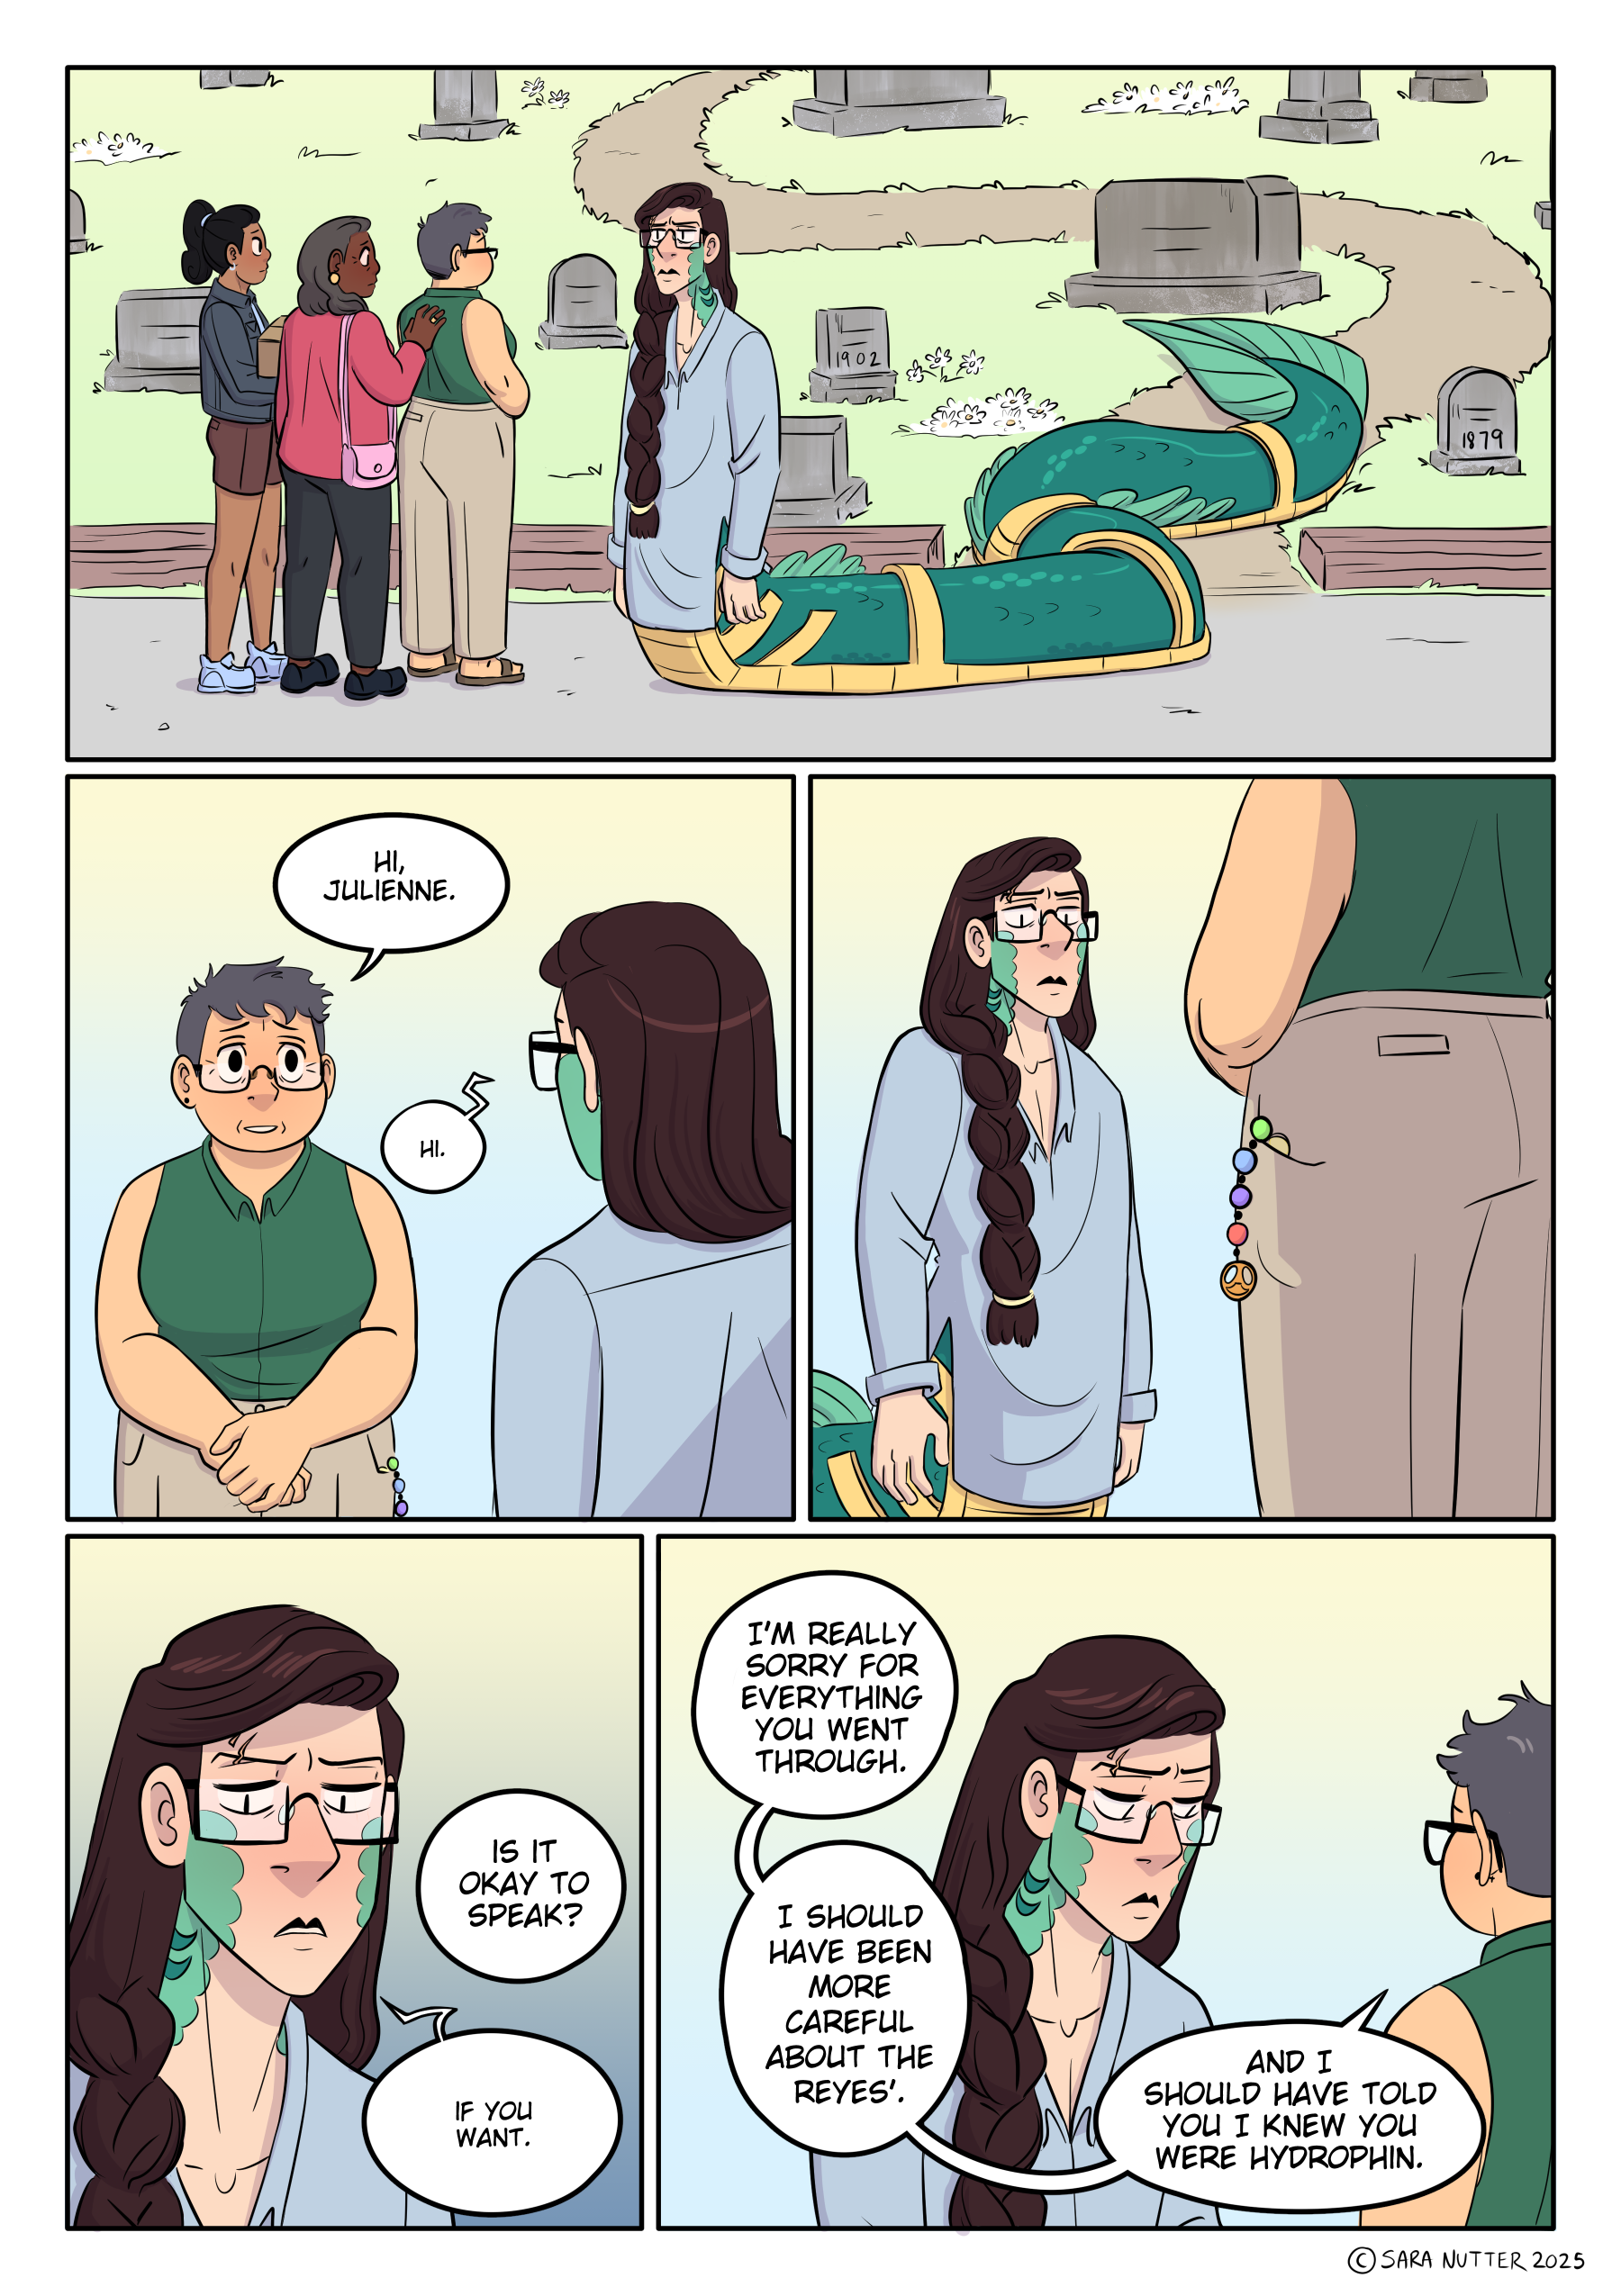 1902
1879
HI,
JULIENNE.
HI.
IS IT
OKAY TO
SPEAK?
IF YOU
WANT.
I'M REALLY
SORRY FOR
EVERYTHING
YOU WENT
THROUGH.
I SHOULD
HAVE BEEN
MORE
CAREFUL
ABOUT THE
REYES'.
AND I
SHOULD HAVE TOLD
YOU I KNEW YOU
WERE HYDROPHIN.
© SARA NUTTER 2025